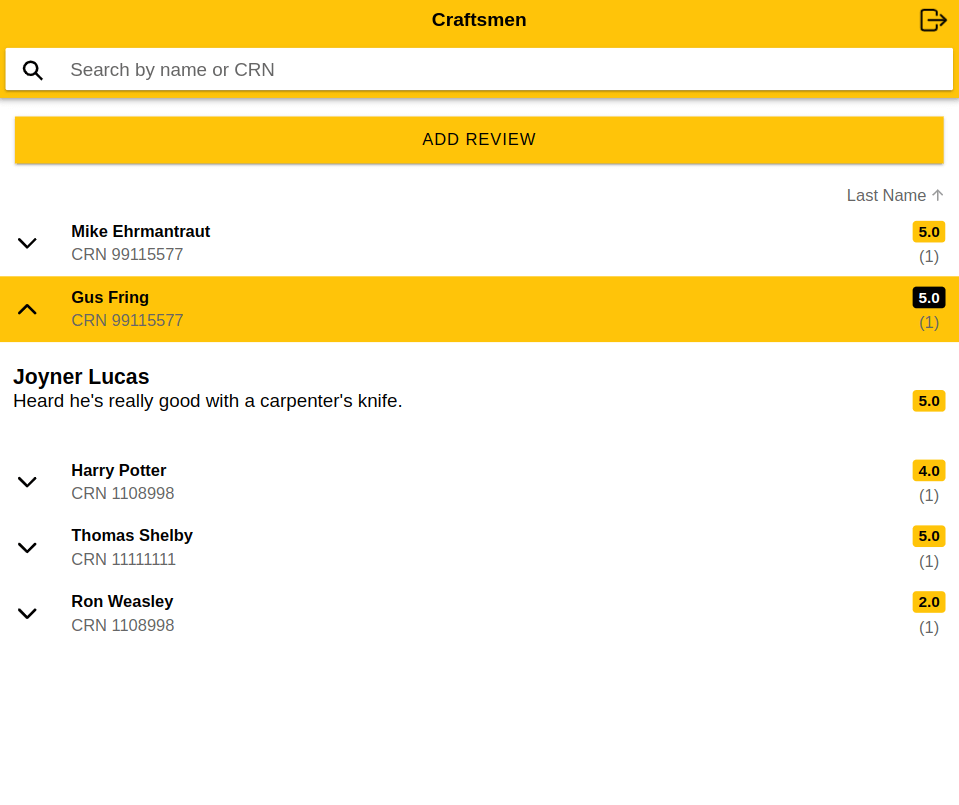 Craftsmen
Search by name or CRN
ADD REVIEW
Last Name
Mike Ehrmantraut
5.0
CRN 99115577
(1)
Gus Fring
5.0
CRN 99115577
(1)
Joyner Lucas
Heard he's really good with a carpenter's knife.
5.0
Harry Potter
4.0
CRN 1108998
(1)
Thomas Shelby
5.0
CRN 11111111
(1)
Ron Weasley
2.0
CRN 1108998
(1)